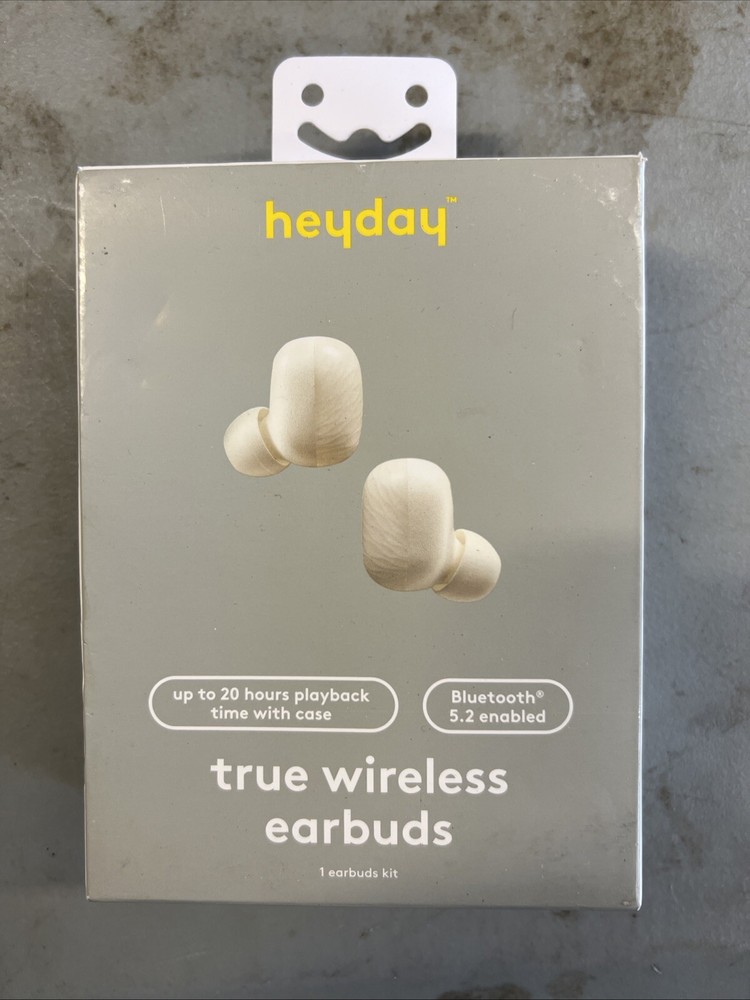 heyday™
up to 20 hours playback
time with case
Bluetooth®
5.2 enabled
true wireless
earbuds
1 earbuds kit